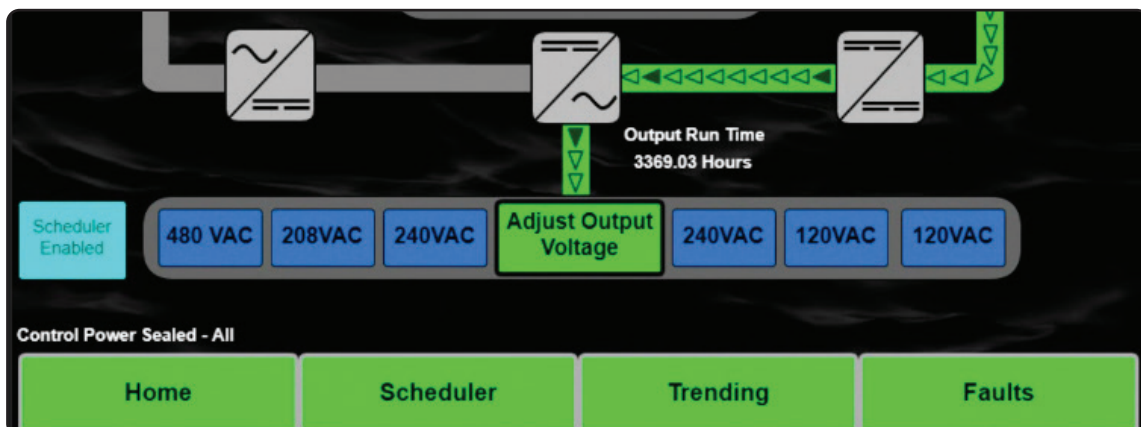 Output Run Time
3369.03 Hours
Scheduler
Enabled
480 VAC
208VAC
240VAC
Adjust Output
Voltage
240VAC
120VAC
120VAC
Control Power Sealed - All
Home
Scheduler
Trending
Faults